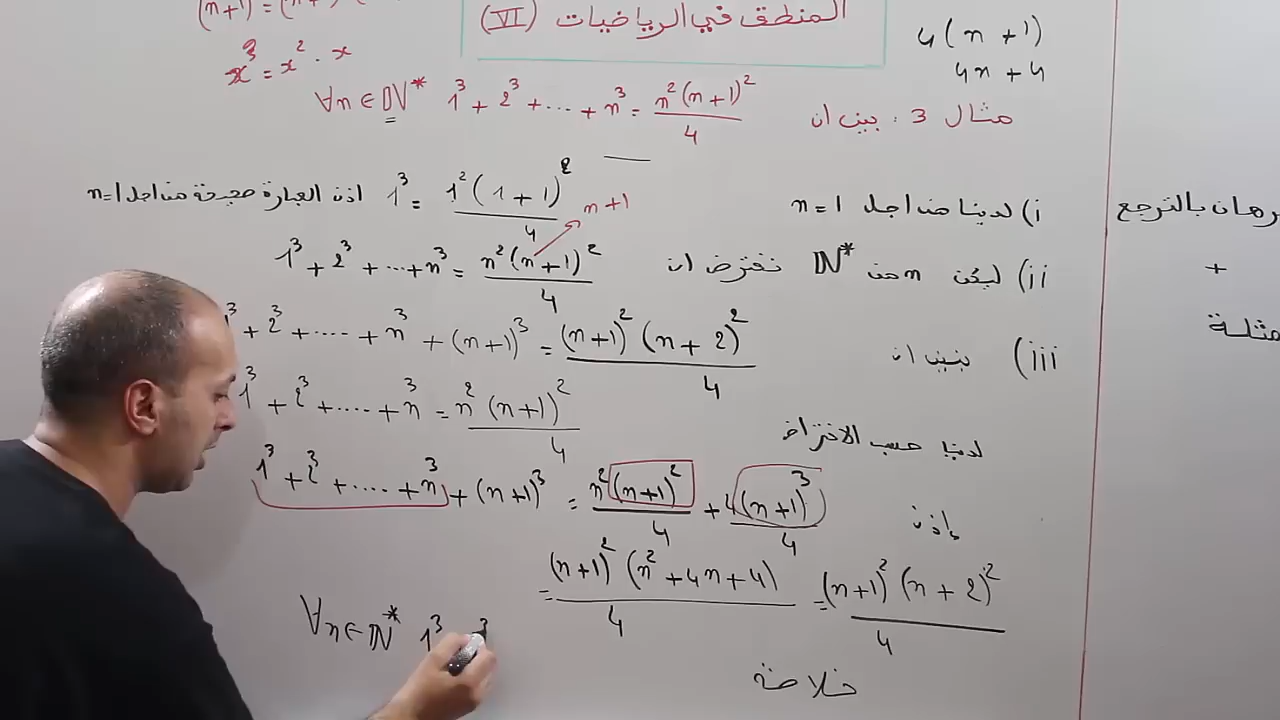 المنطق في الرياضيات (VI)
x³ = x² · x
4(n+1)
4n+4
مثال 3 : بين ان ∀n∈ℕ* 1³ + 2³ + ... + n³ = n²(n+1)²/4
i) لدينا من اجل n=1 1³ = 1²(1+1)²/4 اذن العبارة صحيحة من اجل n=1
n+1
ii) ليكن n من ℕ* نفترض ان 1³ + 2³ + ... + n³ = n²(n+1)²/4
iii) نبين ان ³ + 2³ + .... + n³ + (n+1)³ = (n+1)²(n+2)²/4
لدينا حسب الافتراض 1³ + 2³ + .... + n³ = n²(n+1)²/4
إذن 1³ + 2³ + .... + n³ + (n+1)³ = n²(n+1)²/4 + 4(n+1)³/4
= (n+1)²(n²+4n+4)/4 = (n+1)²(n+2)²/4
خلاصة
∀n∈ℕ* 1³ ³
بالترجع
+